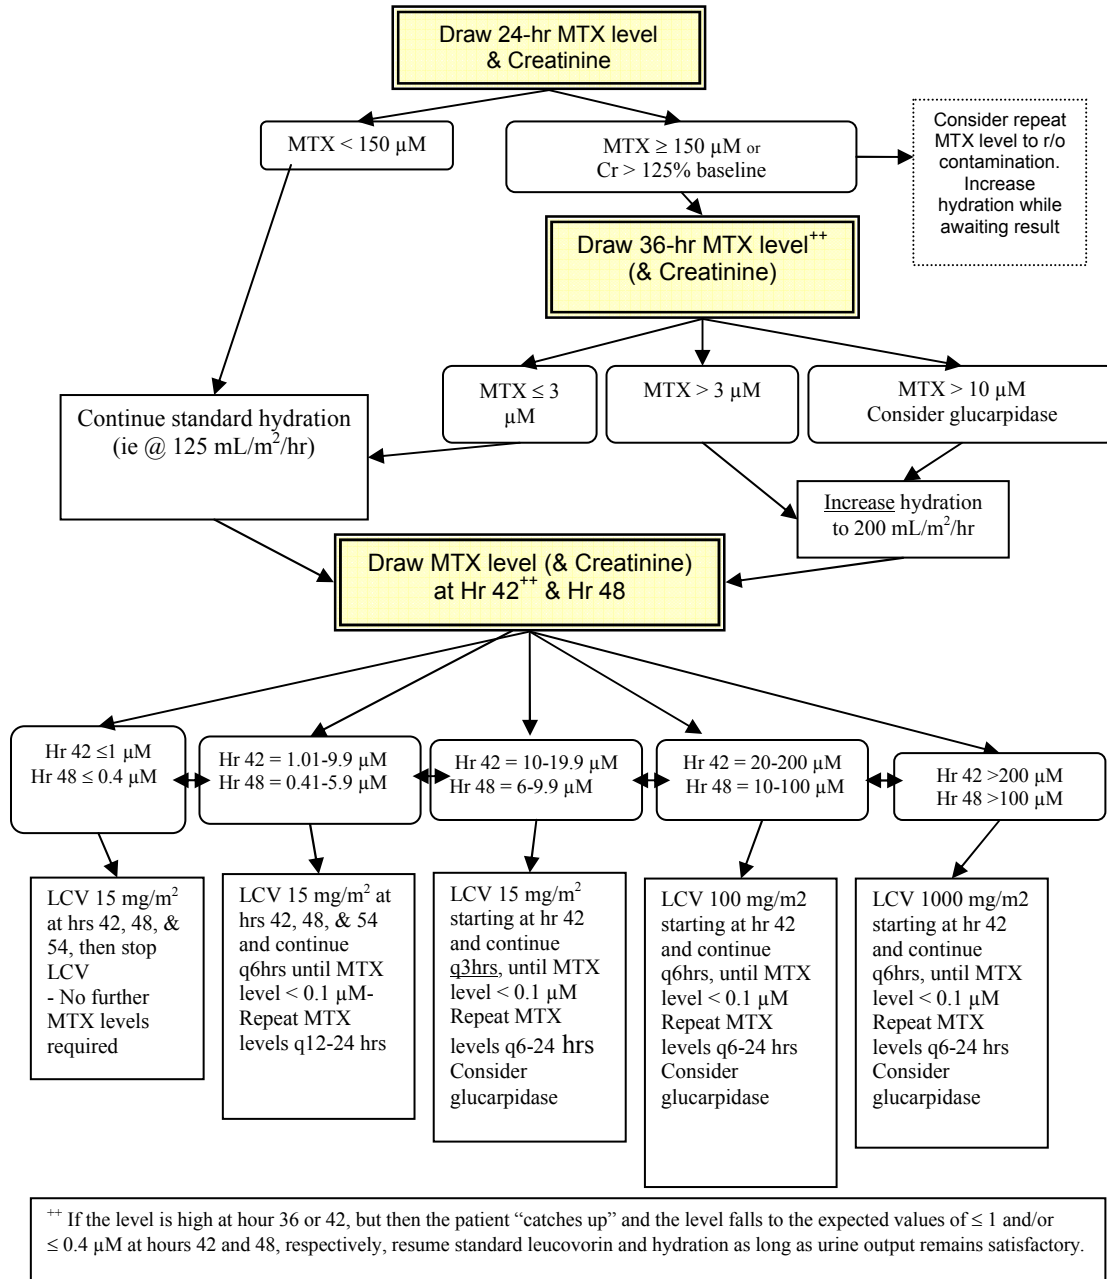 Draw 24-hr MTX level
& Creatinine
MTX < 150 µM
MTX ≥ 150 µM or
Cr > 125% baseline
Consider repeat
MTX level to r/o
contamination.
Increase
hydration while
awaiting result
Draw 36-hr MTX level++
(& Creatinine)
MTX ≤ 3
µM
MTX > 3 µM
MTX > 10 µM
Consider glucarpidase
Continue standard hydration
(ie @ 125 mL/m2/hr)
Increase hydration
to 200 mL/m2/hr
Draw MTX level (& Creatinine)
at Hr 42++ & Hr 48
Hr 42 ≤1 µM
Hr 48 ≤ 0.4 µM
Hr 42 = 1.01-9.9 µM
Hr 48 = 0.41-5.9 µM
Hr 42 = 10-19.9 µM
Hr 48 = 6-9.9 µM
Hr 42 = 20-200 µM
Hr 48 = 10-100 µM
Hr 42 >200 µM
Hr 48 >100 µM
LCV 15 mg/m2
at hrs 42, 48, &
54, then stop
LCV
- No further
MTX levels
required
LCV 15 mg/m2 at
hrs 42, 48, & 54
and continue
q6hrs until MTX
level < 0.1 µM-
Repeat MTX
levels q12-24 hrs
LCV 15 mg/m2
starting at hr 42
and continue
q3hrs, until MTX
level < 0.1 µM
Repeat MTX
levels q6-24 hrs
Consider
glucarpidase
LCV 100 mg/m2
starting at hr 42
and continue
q6hrs, until MTX
level < 0.1 µM
Repeat MTX
levels q6-24 hrs
Consider
glucarpidase
LCV 1000 mg/m2
starting at hr 42
and continue
q6hrs, until MTX
level < 0.1 µM
Repeat MTX
levels q6-24 hrs
Consider
glucarpidase
++ If the level is high at hour 36 or 42, but then the patient “catches up” and the level falls to the expected values of ≤ 1 and/or
≤ 0.4 µM at hours 42 and 48, respectively, resume standard leucovorin and hydration as long as urine output remains satisfactory.